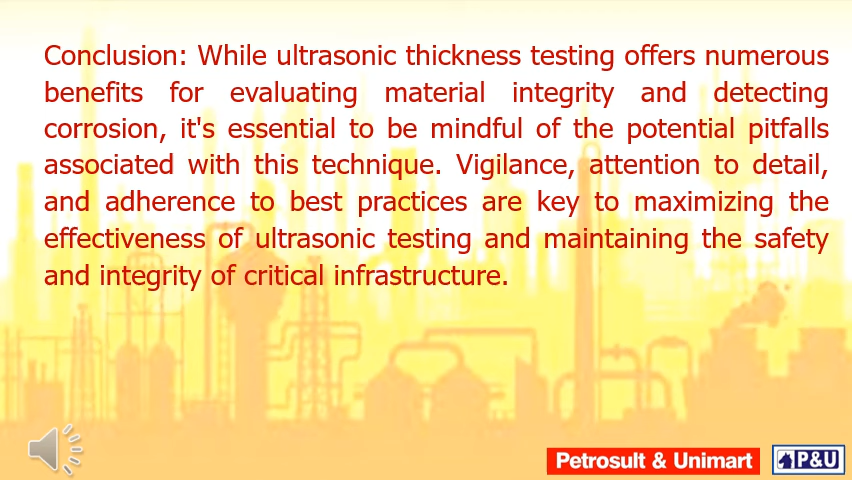 Conclusion: While ultrasonic thickness testing offers numerous
benefits for evaluating material integrity and detecting
corrosion, it's essential to be mindful of the potential pitfalls
associated with this technique. Vigilance, attention to detail,
and adherence to best practices are key to maximizing the
effectiveness of ultrasonic testing and maintaining the safety
and integrity of critical infrastructure.
Petrosult & Unimart
P&U